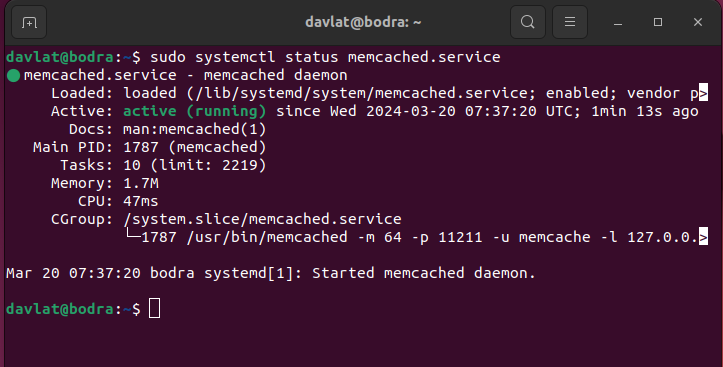 davlat@bodra: ~
davlat@bodra:~$ sudo systemctl status memcached.service
● memcached.service - memcached daemon
     Loaded: loaded (/lib/systemd/system/memcached.service; enabled; vendor p>
     Active: active (running) since Wed 2024-03-20 07:37:20 UTC; 1min 13s ago
       Docs: man:memcached(1)
   Main PID: 1787 (memcached)
      Tasks: 10 (limit: 2219)
     Memory: 1.7M
        CPU: 47ms
     CGroup: /system.slice/memcached.service
             └─1787 /usr/bin/memcached -m 64 -p 11211 -u memcache -l 127.0.0.>
Mar 20 07:37:20 bodra systemd[1]: Started memcached daemon.
davlat@bodra:~$